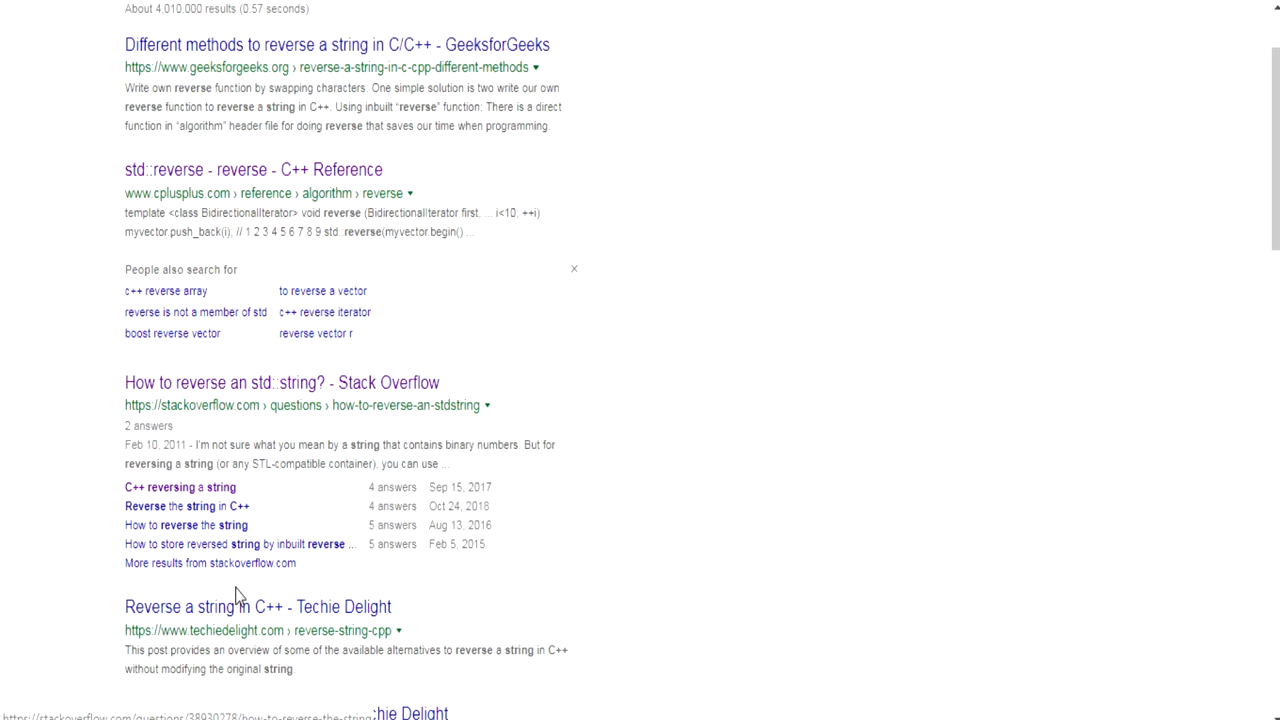 About 4.010.000 results (0.57 seconds)
Different methods to reverse a string in C/C++ - GeeksforGeeks
https://www.geeksforgeeks.org › reverse-a-string-in-c-cpp-different-methods ▼
Write own reverse function by swapping characters. One simple solution is two write our own
reverse function to reverse a string in C++. Using inbuilt “reverse” function: There is a direct
function in “algorithm” header file for doing reverse that saves our time when programming.
std::reverse - reverse - C++ Reference
www.cplusplus.com › reference › algorithm › reverse ▼
template <class BidirectionalIterator> void reverse (BidirectionalIterator first, ... i<10, ++i)
myvector.push_back(i); // 1 2 3 4 5 6 7 8 9 std::reverse(myvector.begin() ...
People also search for X
c++ reverse array to reverse a vector
reverse is not a member of std c++ reverse iterator
boost reverse vector reverse vector r
How to reverse an std::string? - Stack Overflow
https://stackoverflow.com › questions › how-to-reverse-an-stdstring ▼
2 answers
Feb 10, 2011 - I'm not sure what you mean by a string that contains binary numbers. But for
reversing a string (or any STL-compatible container), you can use ...
C++ reversing a string 4 answers Sep 15, 2017
Reverse the string in C++ 4 answers Oct 24, 2018
How to reverse the string 5 answers Aug 13, 2016
How to store reversed string by inbuilt reverse ... 5 answers Feb 5, 2015
More results from stackoverflow.com
Reverse a string in C++ - Techie Delight
https://www.techiedelight.com › reverse-string-cpp ▼
This post provides an overview of some of the available alternatives to reverse a string in C++
without modifying the original string.
https://stackoverflow.com/questions/38930278/how-to-reverse-the-string
chie Delight